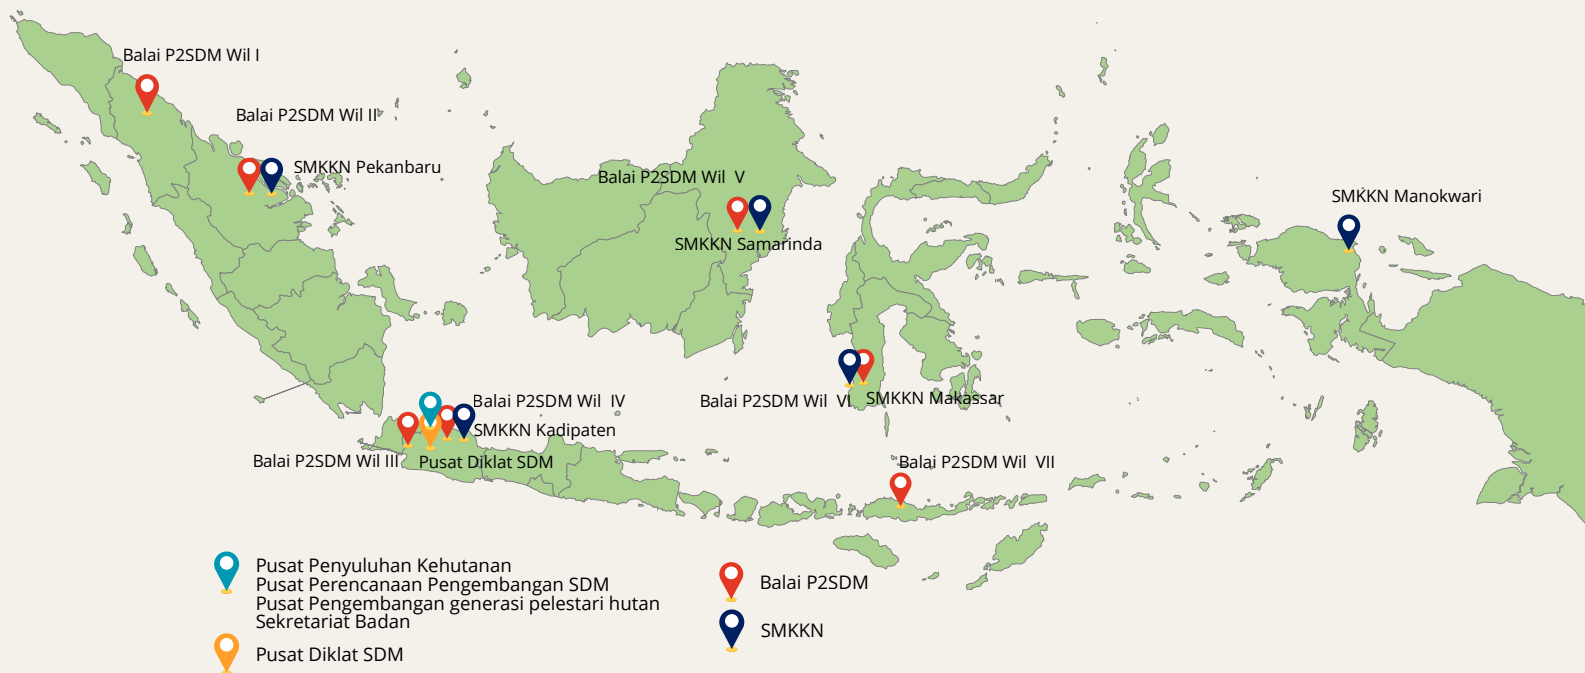 Balai P2SDM Wil I
Balai P2SDM Wil II
SMKKN Pekanbaru
Balai P2SDM Wil V
SMKKN Samarinda
SMKKN Manokwari
Balai P2SDM Wil VI
SMKKN Makassar
Balai P2SDM Wil IV
SMKKN Kadipaten
Balai P2SDM Wil III
Pusat Diklat SDM
Balai P2SDM Wil VII
Pusat Penyuluhan Kehutanan
Pusat Perencanaan Pengembangan SDM
Pusat Pengembangan generasi pelestari hutan
Sekretariat Badan
Pusat Diklat SDM
Balai P2SDM
SMKKN